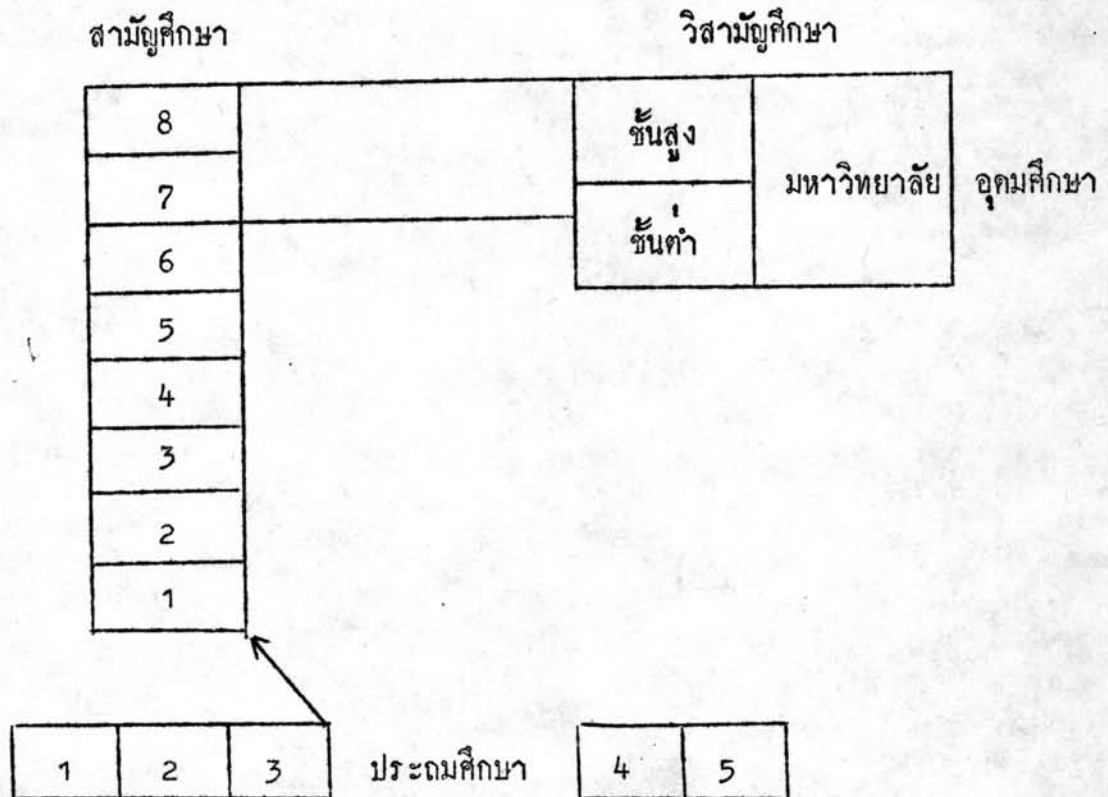 สามัญศึกษา วิสามัญศึกษา
8 ชั้นสูง
7 มหาวิทยาลัย อุดมศึกษา
6 ชั้นต่ำ
5
4
3
2
1
1 2 3 ประถมศึกษา 4 5